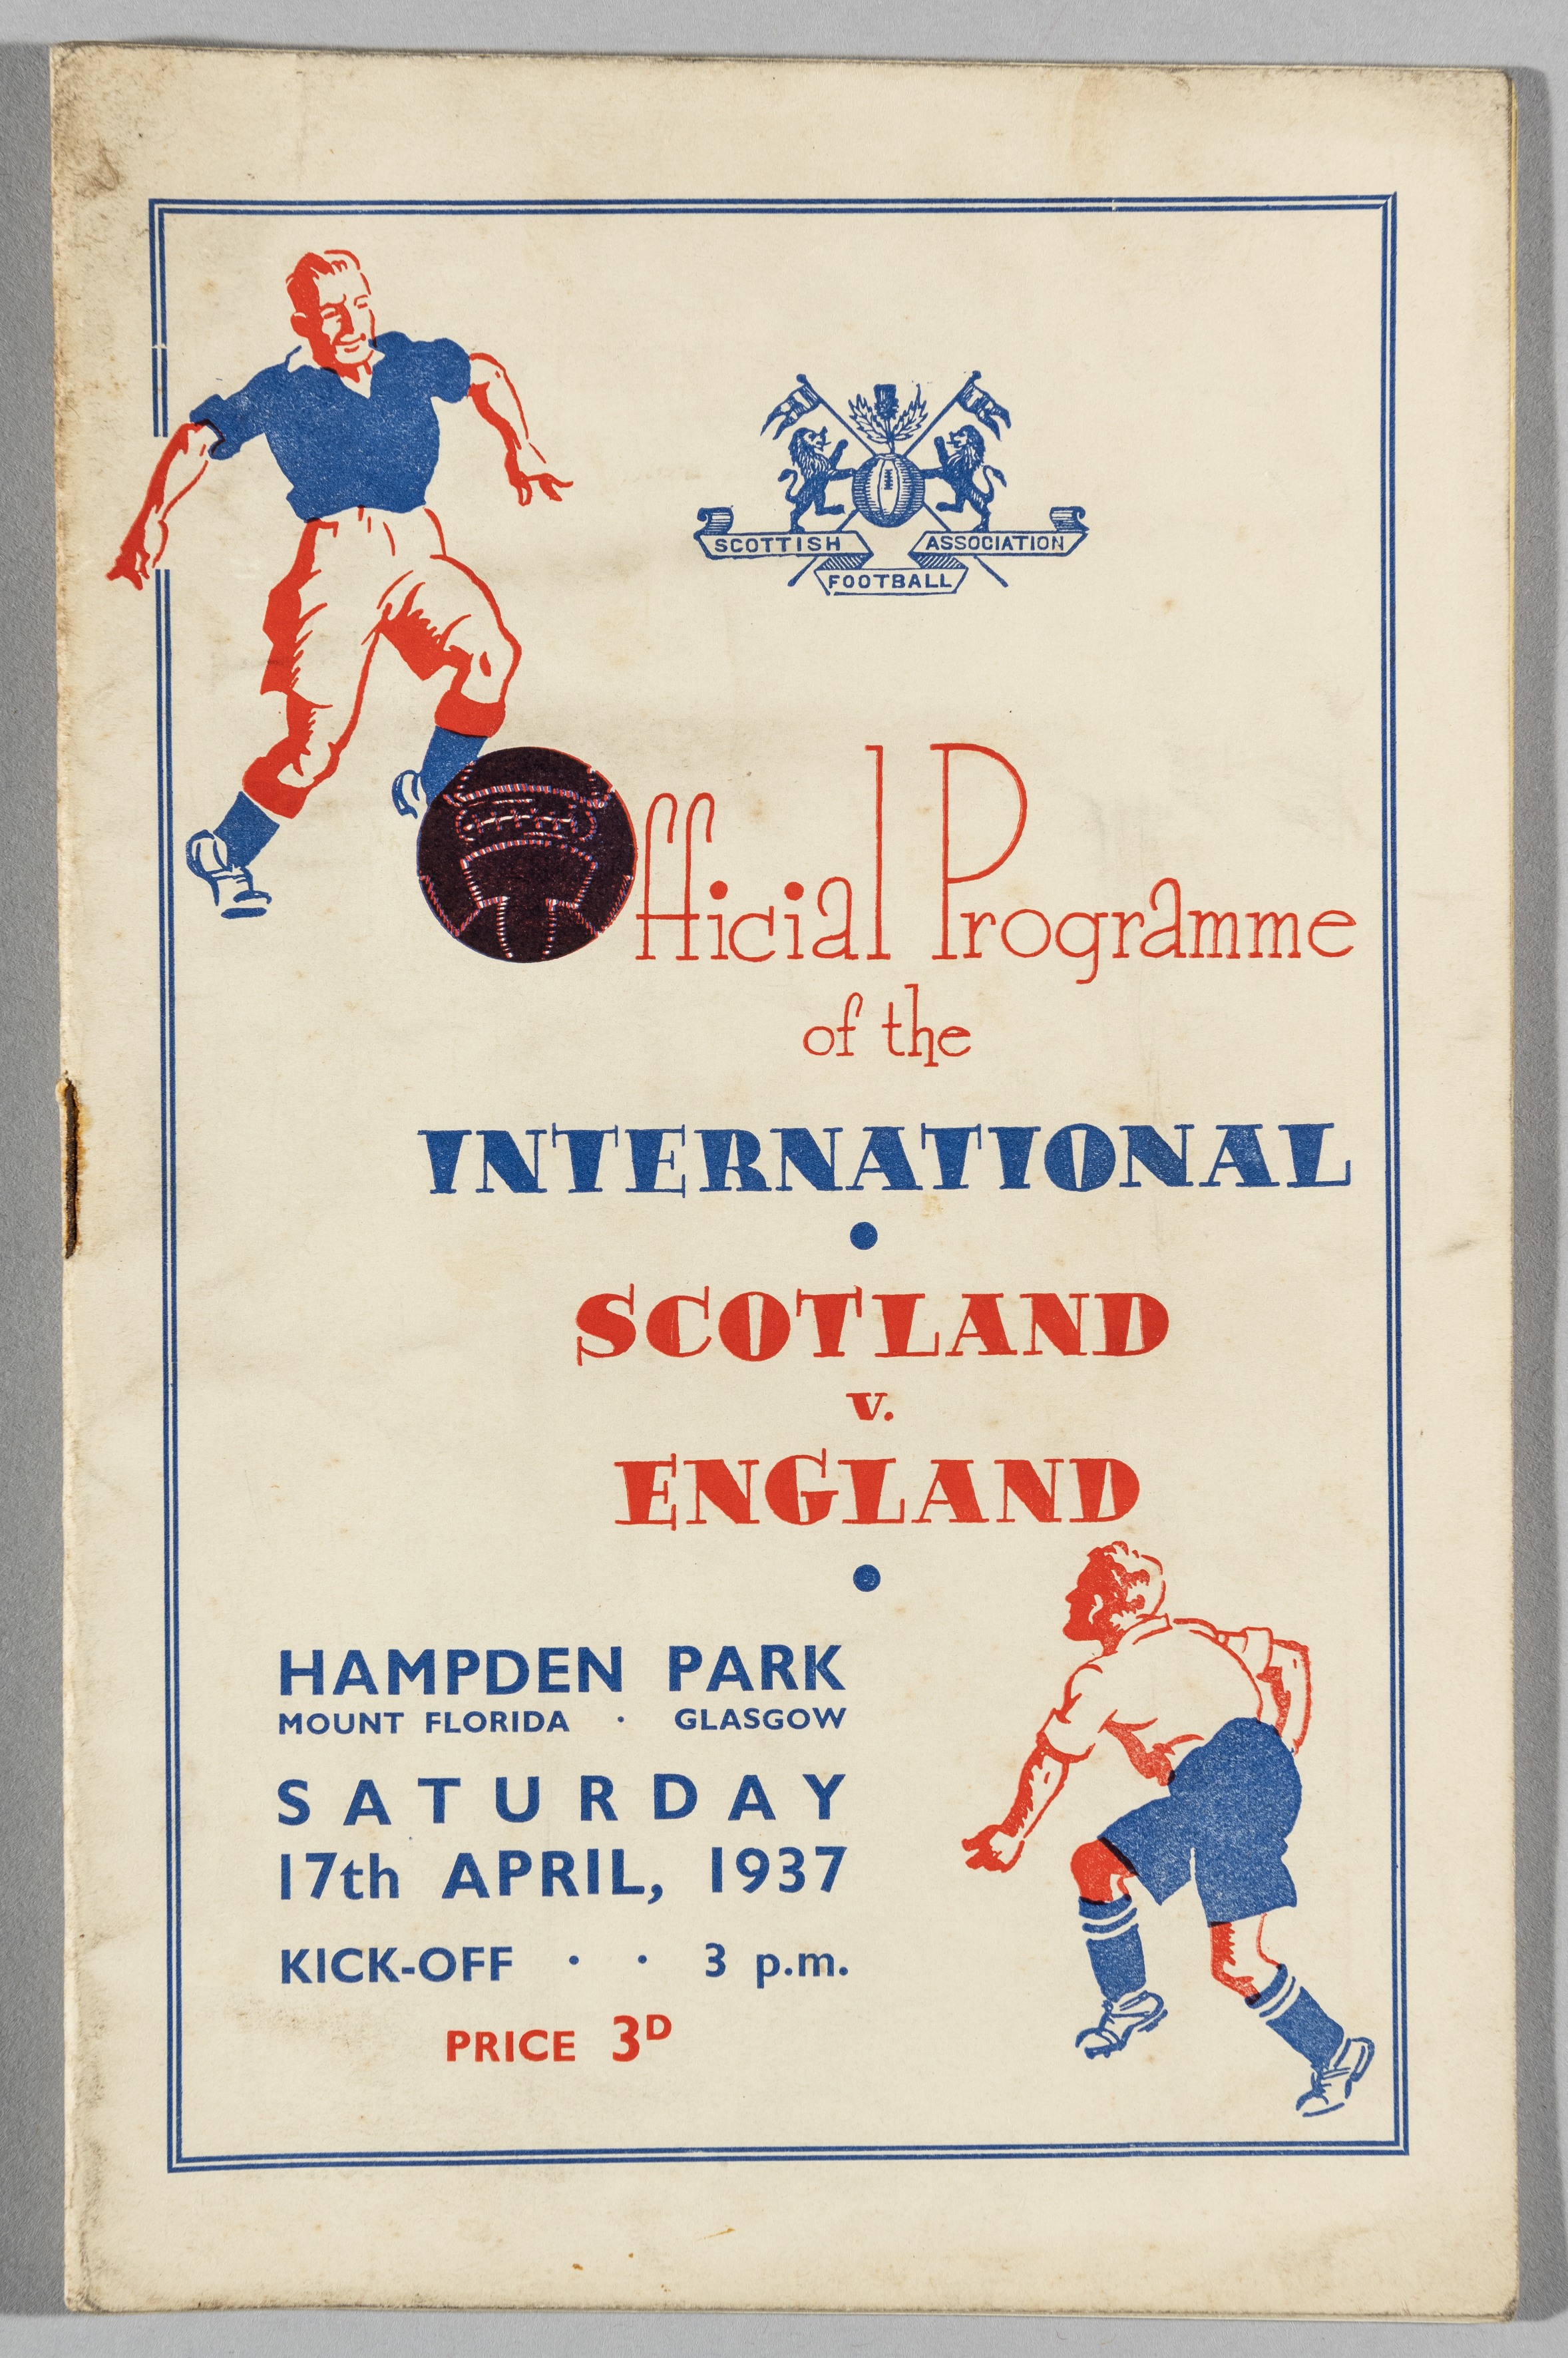 SCOTTISH ASSOCIATION
FOOTBALL
Official Programme
of the
INTERNATIONAL
SCOTLAND
v.
ENGLAND
HAMPDEN PARK
MOUNT FLORIDA · GLASGOW
SATURDAY
17th APRIL, 1937
KICK-OFF · · 3 p.m.
PRICE 3D